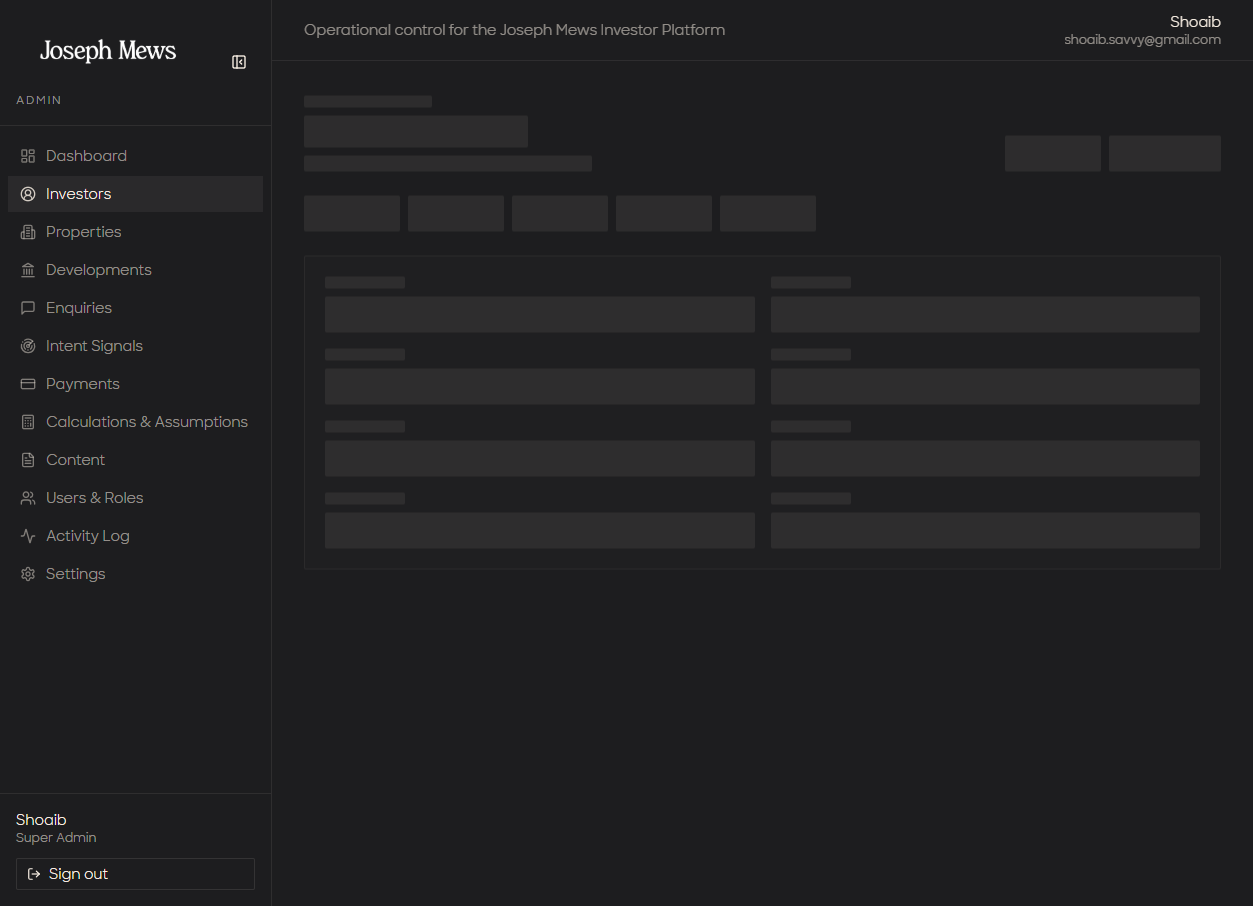 Joseph Mews
ADMIN
Dashboard
Investors
Properties
Developments
Enquiries
Intent Signals
Payments
Calculations & Assumptions
Content
Users & Roles
Activity Log
Settings
Shoaib
Super Admin
Sign out
Operational control for the Joseph Mews Investor Platform
Shoaib
shoaib.savvy@gmail.com